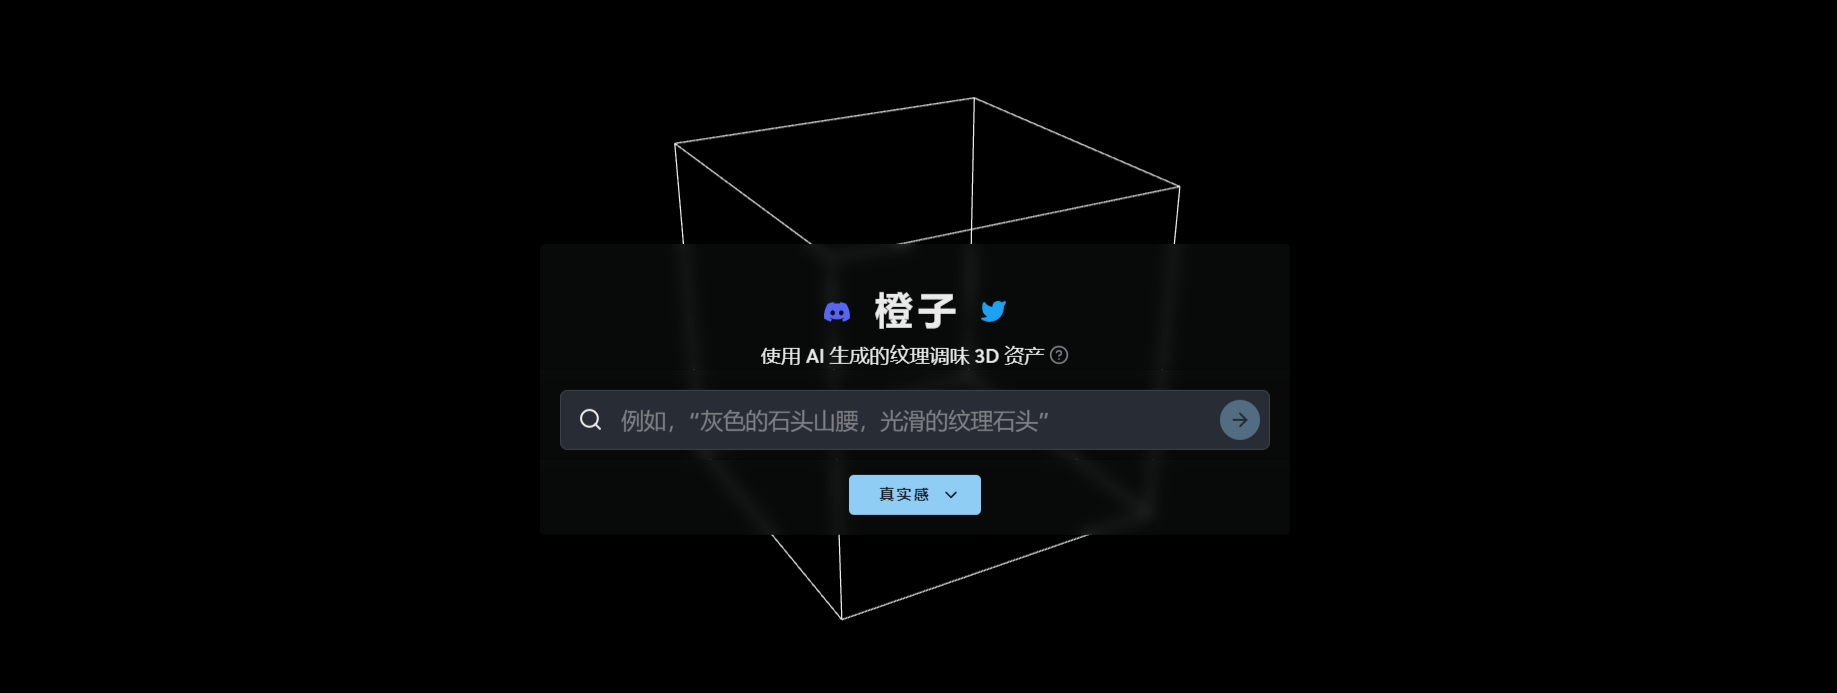 橙子
使用 AI 生成的纹理调味 3D 资产
例如，“灰色的石头山腰，光滑的纹理石头”
真实感